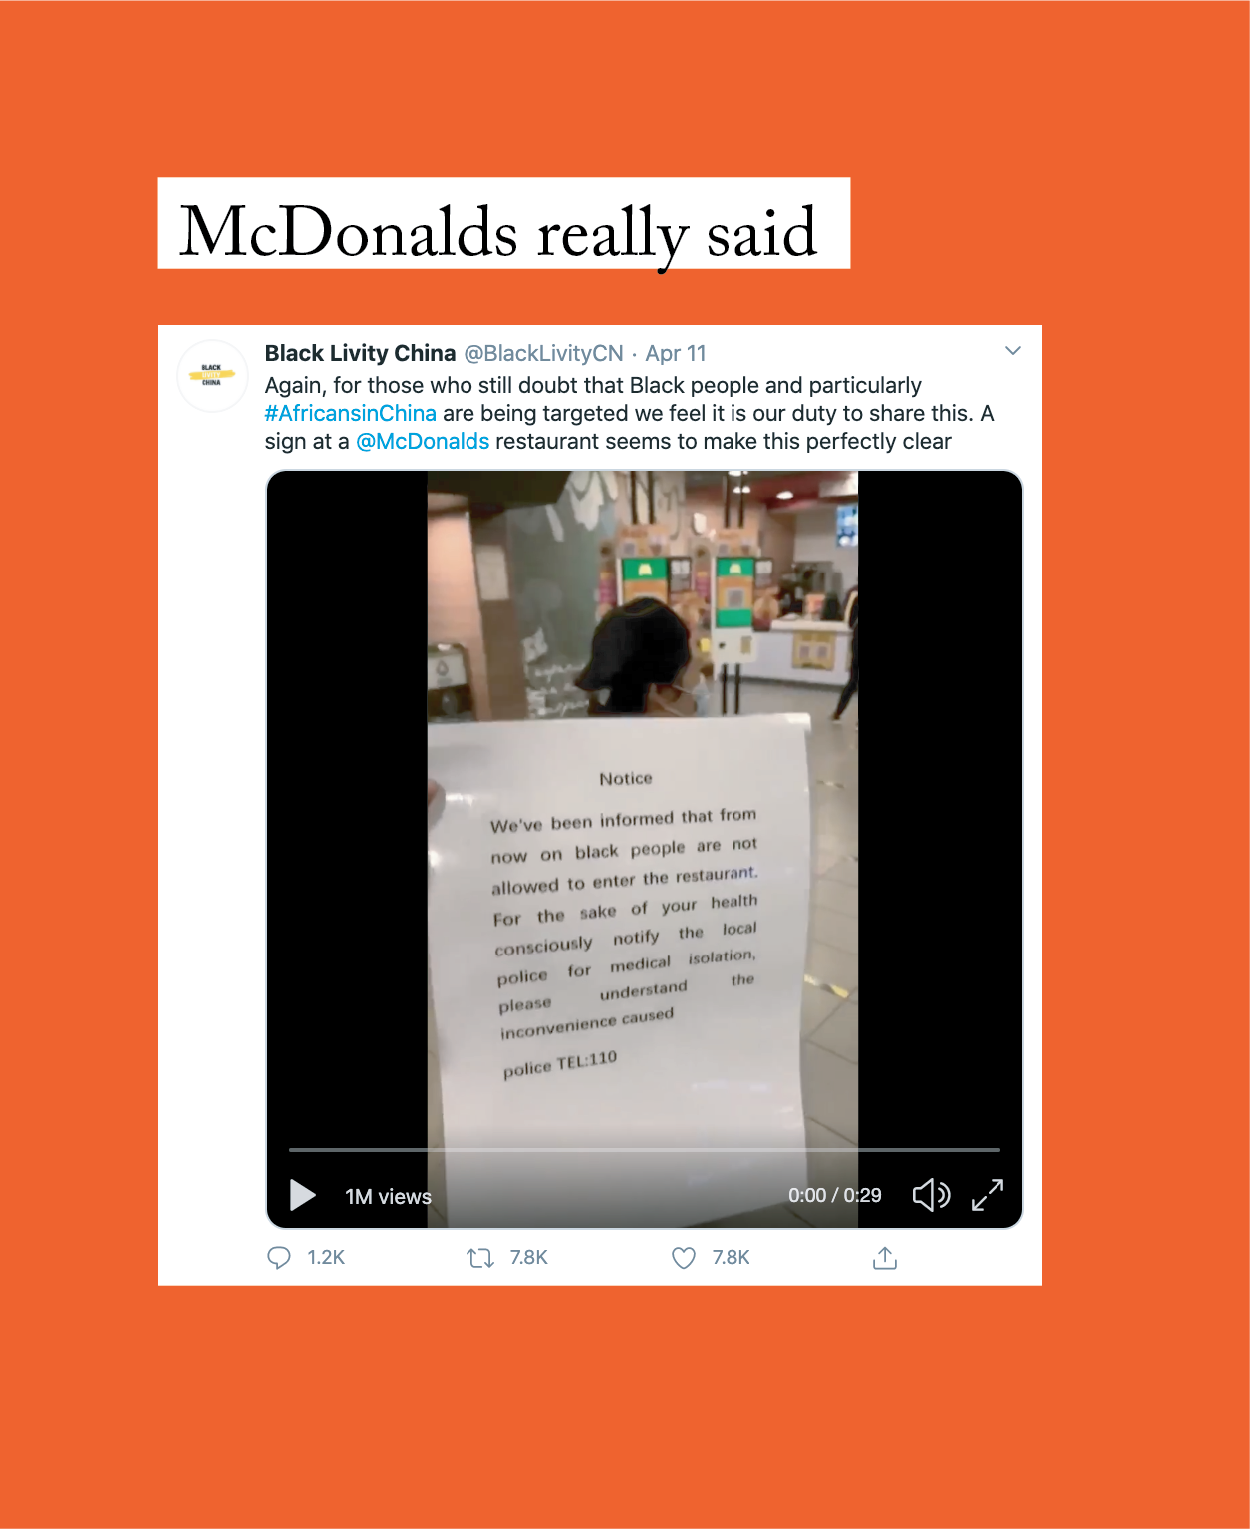 McDonalds really said
Black Livity China @BlackLivityCN · Apr 11
Again, for those who still doubt that Black people and particularly
#AfricansinChina are being targeted we feel it is our duty to share this. A
sign at a @McDonalds restaurant seems to make this perfectly clear
BLACK
LIVITY
CHINA
Notice
We've been informed that from
now on black people are not
allowed to enter the restaurant.
For the sake of your health
consciously notify the local
police for medical isolation,
please understand the
inconvenience caused
police TEL:110
1M views
0:00 / 0:29
1.2K
7.8K
7.8K